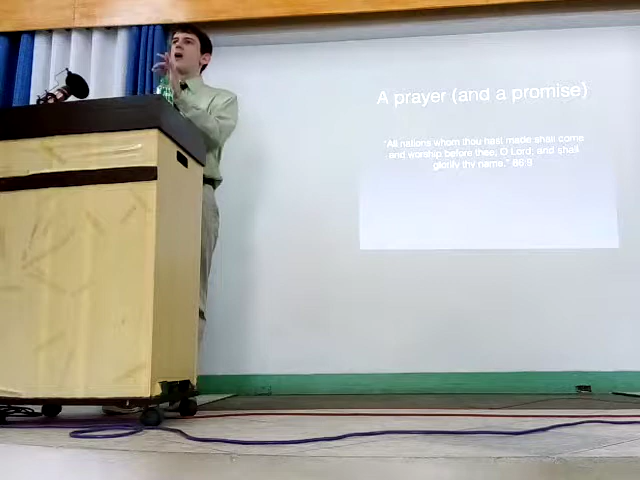 A prayer (and a promise)
"All nations whom thou hast made shall come
and worship before thee, O Lord; and shall
glorify thy name." 86:9